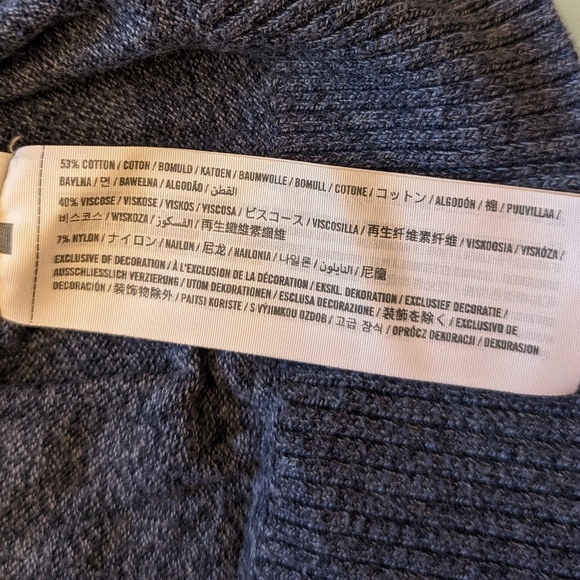 53% COTTON / COTON / BOMULD / KATOEN / BAUMWOLLE / BOMULL / COTONE / コットン / ALGODÓN / 棉 / PUUVILLAA /
BAVLNA / 면 / BAWEŁNA / ALGODÃO / القطن
40% VISCOSE / VISKOSE / VISKOS / VISCOSA / ビスコース / VISCOSILLA / 再生纤维素纤维 / VISKOOSIA / VISKÓZA /
비스코스 / WISKOZA / الفسكوز / 再生纖維素纖維
7% NYLON / ナイロン / NAILON / 尼龙 / NAILONIA / 나일론 / النايلون / 尼龍
EXCLUSIVE OF DECORATION / À L'EXCLUSION DE LA DÉCORATION / EKSKL. DEKORATION / EXCLUSIEF DECORATIE /
AUSSCHLIESSLICH VERZIERUNG / UTOM DEKORATIONEN / ESCLUSA DECORAZIONE / 装飾を除く / EXCLUSIVO DE
DECORACIÓN / 装饰物除外 / PAITSI KORISTE / S VÝJIMKOU OZDOB / 고급 장식 / OPRÓCZ DEKORACJI / DEKORASION